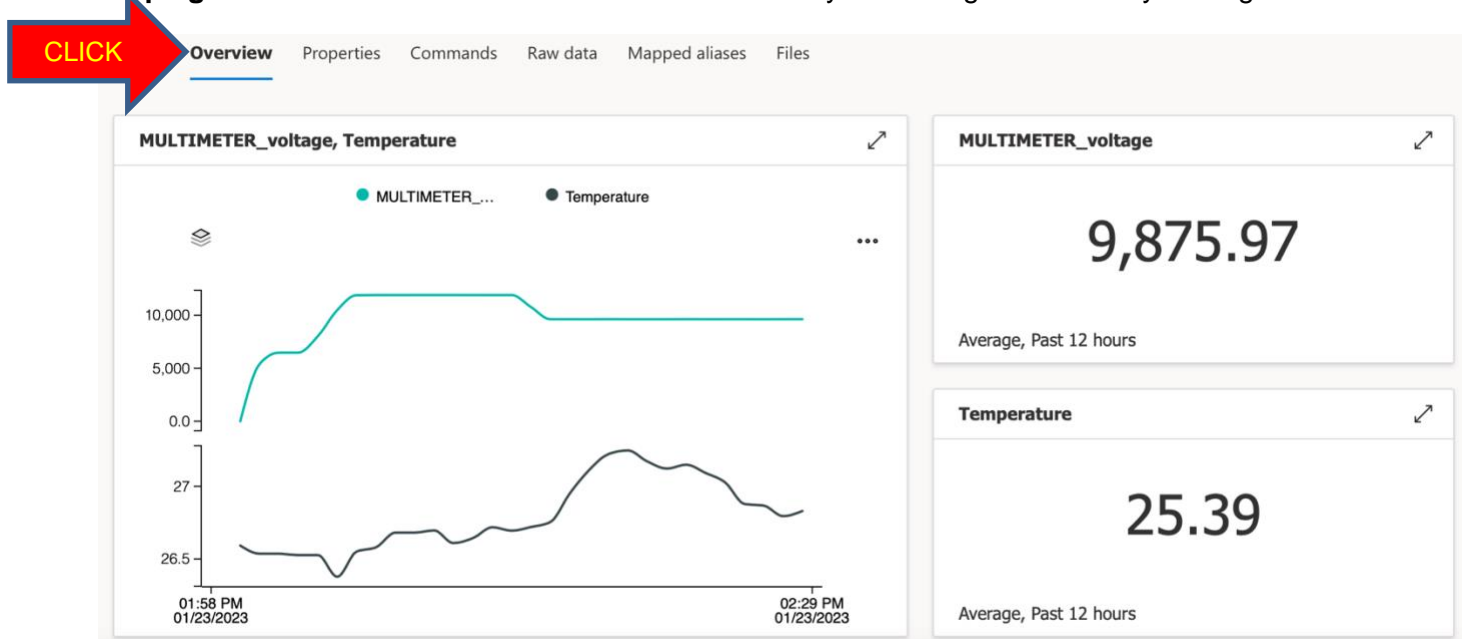 CLICK
Overview Properties Commands Raw data Mapped aliases Files
MULTIMETER_voltage, Temperature
MULTIMETER_... Temperature
10,000
5,000
0.0
27
26.5
01:58 PM
01/23/2023
02:29 PM
01/23/2023
MULTIMETER_voltage
9,875.97
Average, Past 12 hours
Temperature
25.39
Average, Past 12 hours